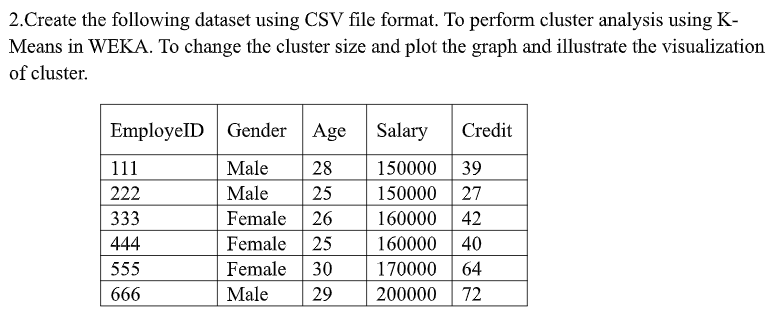 2.Create the following dataset using CSV file format. To perform cluster analysis using K-
Means in WEKA. To change the cluster size and plot the graph and illustrate the visualization
of cluster.
EmployeID Gender Age Salary Credit
111 Male 28 150000 39
222 Male 25 150000 27
333 Female 26 160000 42
444 Female 25 160000 40
555 Female 30 170000 64
666 Male 29 200000 72